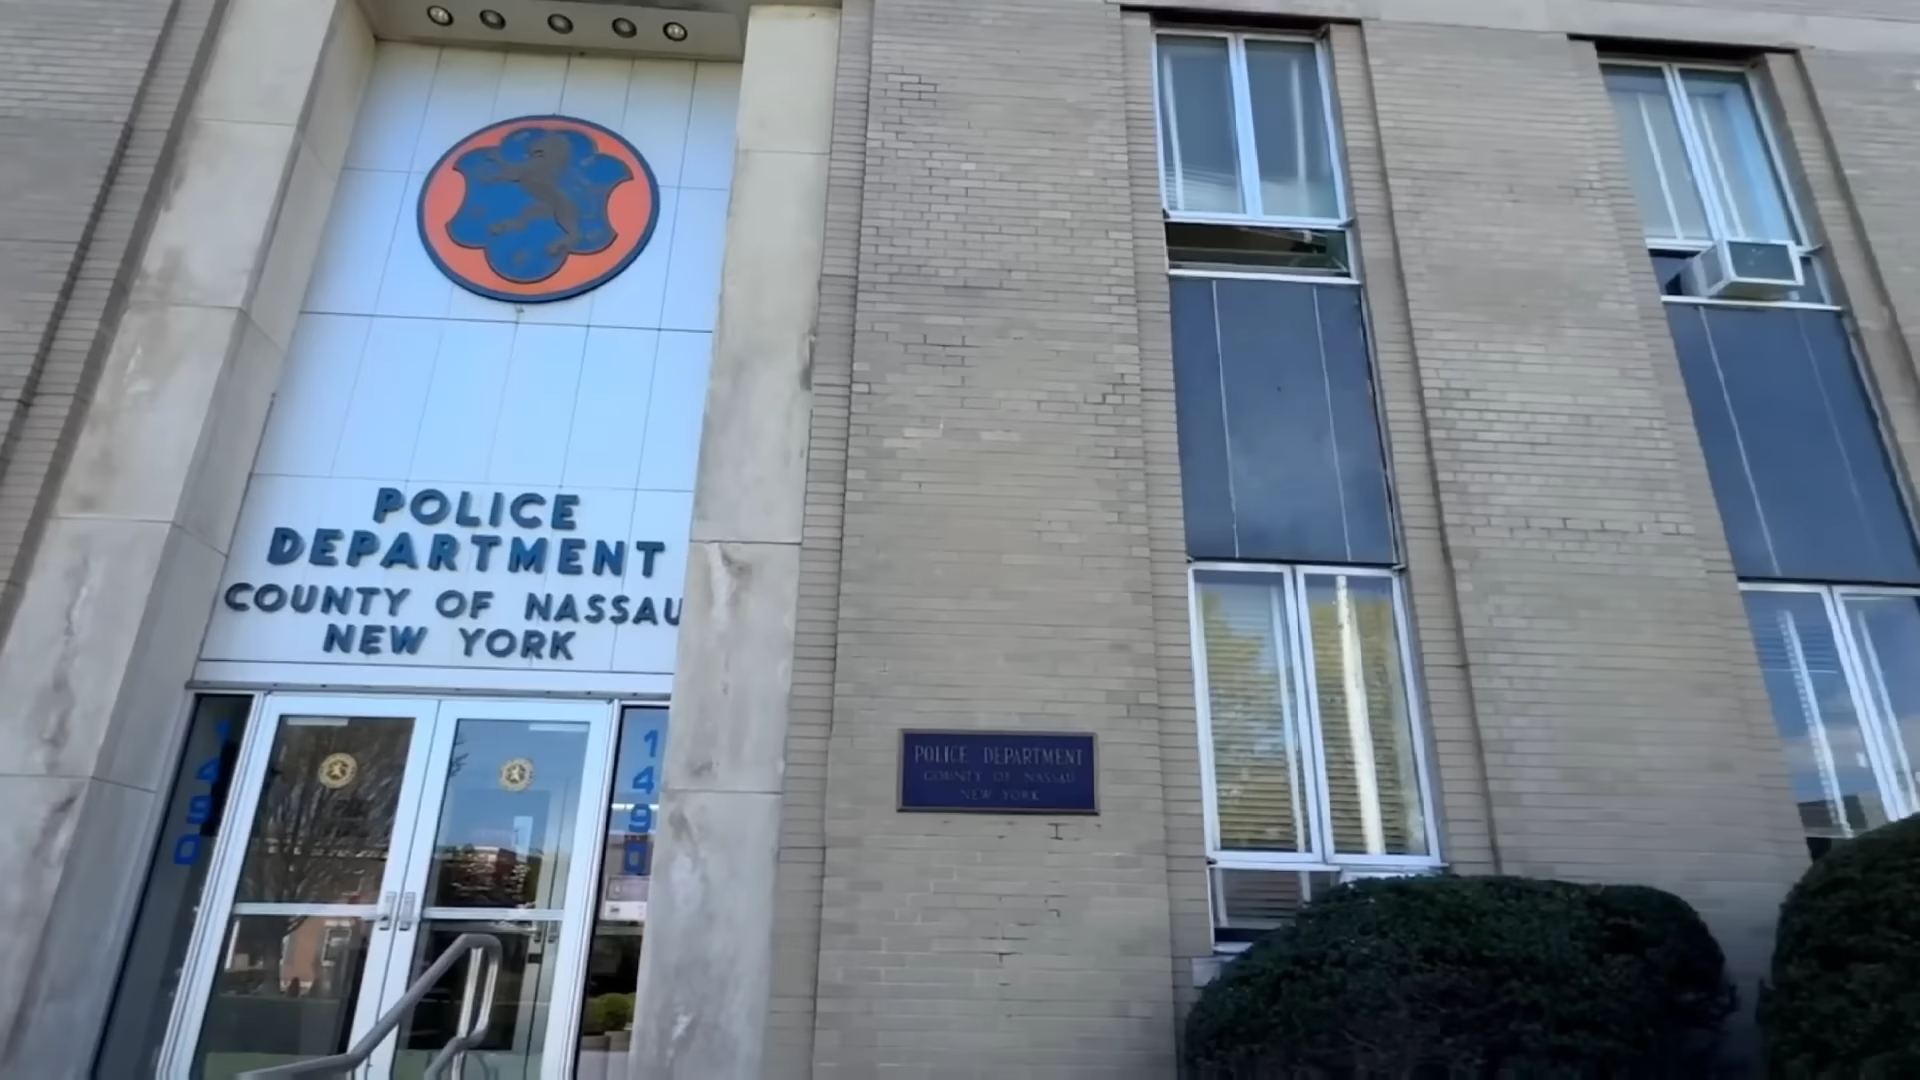 POLICE
DEPARTMENT
COUNTY OF NASSAU
NEW YORK
1490
1490
POLICE DEPARTMENT
COUNTY OF NASSAU
NEW YORK